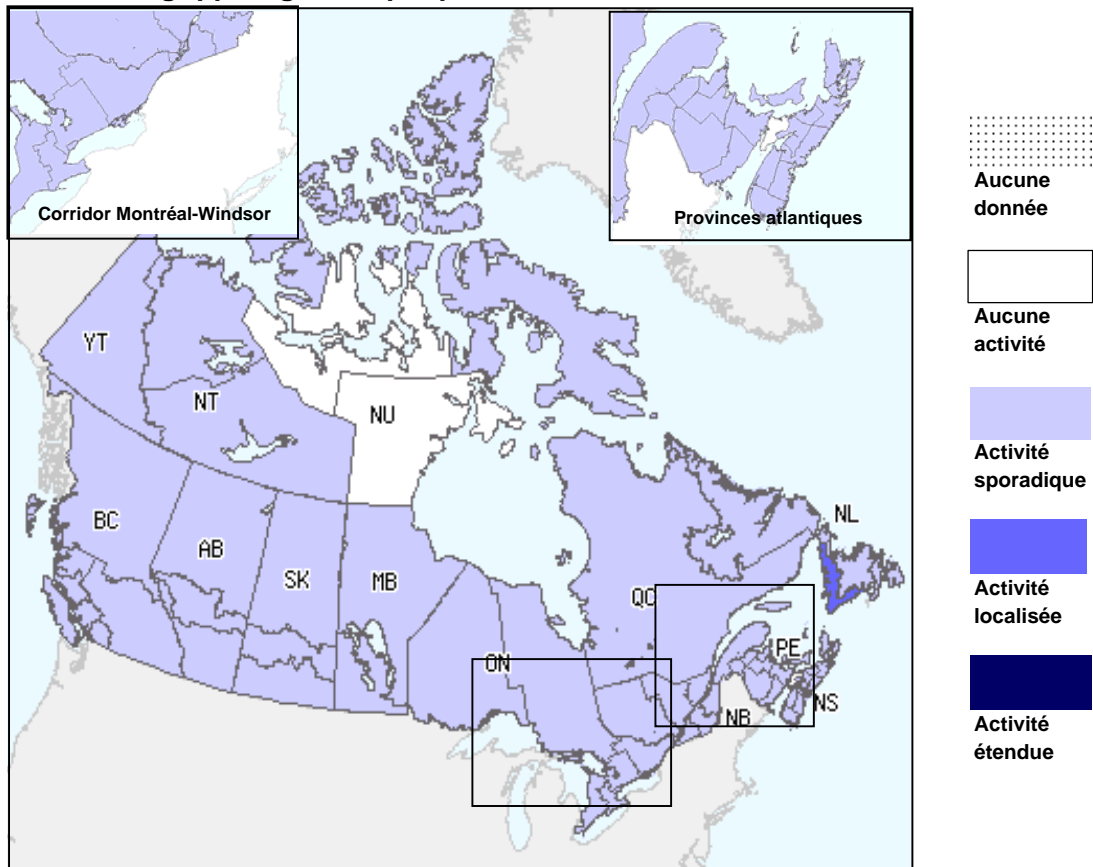 Corridor Montréal-Windsor
Provinces atlantiques
YT
NT
NU
BC
AB
SK
MB
ON
QC
NL
PE
NB
NS
Aucune
donnée
Aucune
activité
Activité
sporadique
Activité
localisée
Activité
étendue